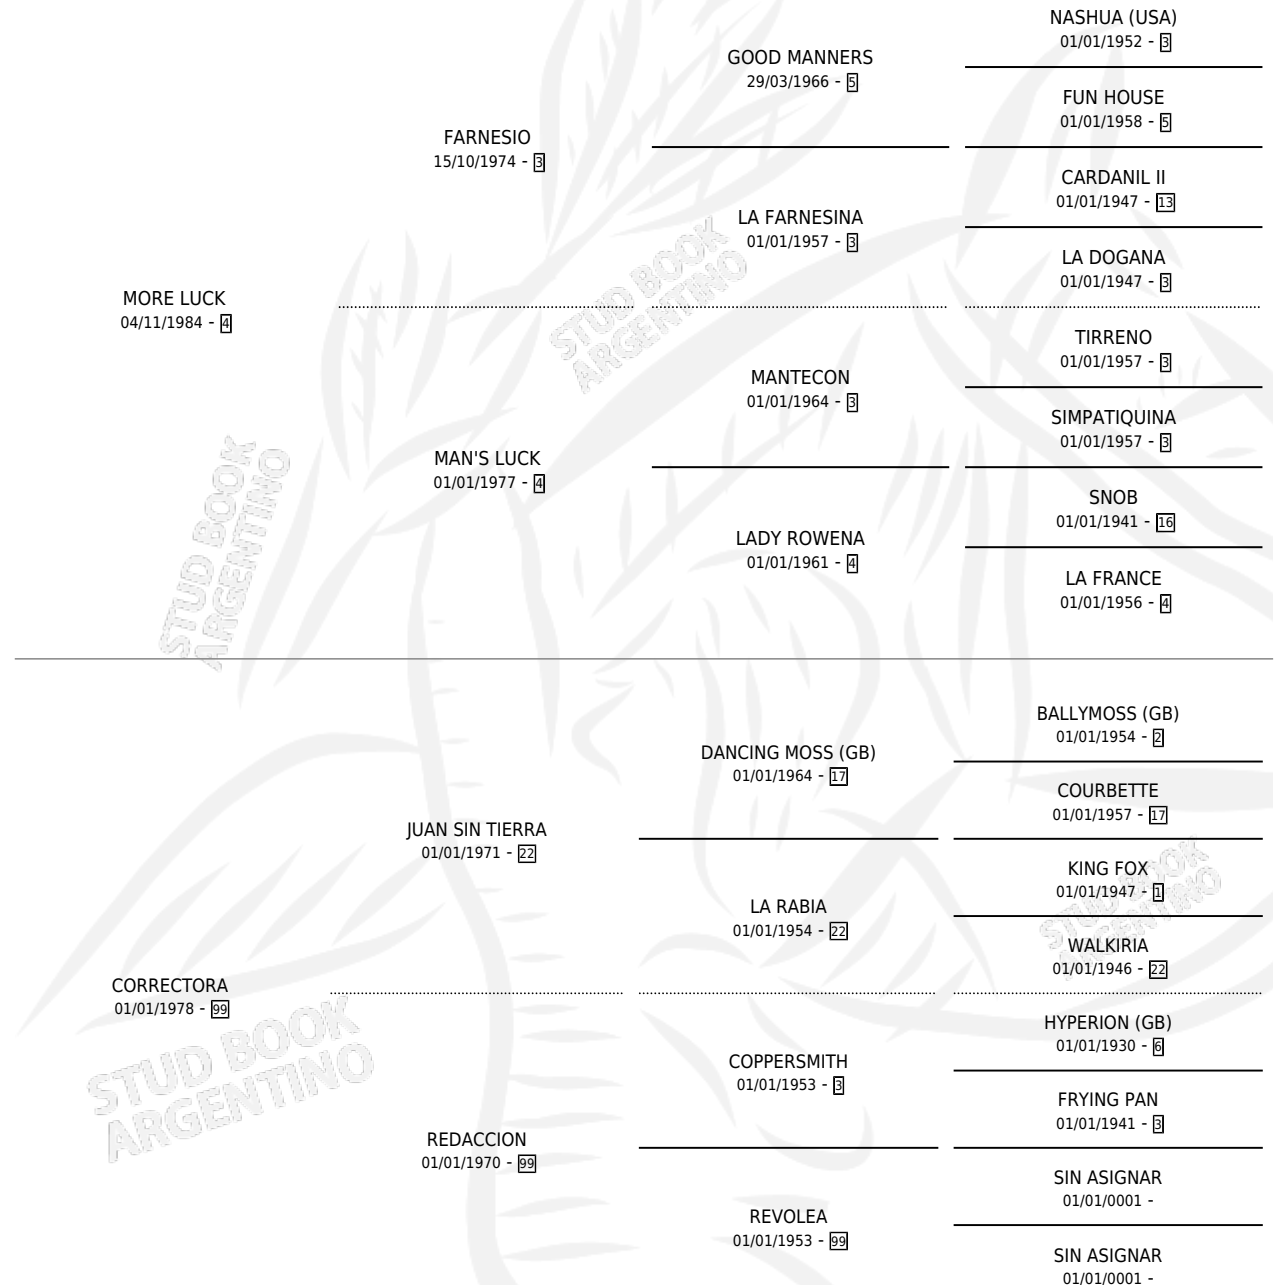 NASHUA (USA)
01/01/1952 - 3
GOOD MANNERS
29/03/1966 - 5
FUN HOUSE
01/01/1958 - 5
FARNESIO
15/10/1974 - 3
CARDANIL II
01/01/1947 - 13
LA FARNESINA
01/01/1957 - 3
LA DOGANA
01/01/1947 - 3
MORE LUCK
04/11/1984 - 4
TIRRENO
01/01/1957 - 3
MANTECON
01/01/1964 - 3
SIMPATIQUINA
01/01/1957 - 3
MAN'S LUCK
01/01/1977 - 4
SNOB
01/01/1941 - 16
LADY ROWENA
01/01/1961 - 4
LA FRANCE
01/01/1956 - 4
STUD BOOK
ARGENTINO
STUD BOOK
ARGENTINO
BALLYMOSS (GB)
01/01/1954 - 2
DANCING MOSS (GB)
01/01/1964 - 17
COURBETTE
01/01/1957 - 17
JUAN SIN TIERRA
01/01/1971 - 22
KING FOX
01/01/1947 - 1
LA RABIA
01/01/1954 - 22
WALKIRIA
01/01/1946 - 22
CORRECTORA
01/01/1978 - 99
HYPERION (GB)
01/01/1930 - 6
COPPERSMITH
01/01/1953 - 3
FRYING PAN
01/01/1941 - 3
REDACCION
01/01/1970 - 99
SIN ASIGNAR
01/01/0001 -
REVOLEA
01/01/1953 - 99
SIN ASIGNAR
01/01/0001 -
STUD BOOK
ARGENTINO
STUD BOOK
ARGENTINO